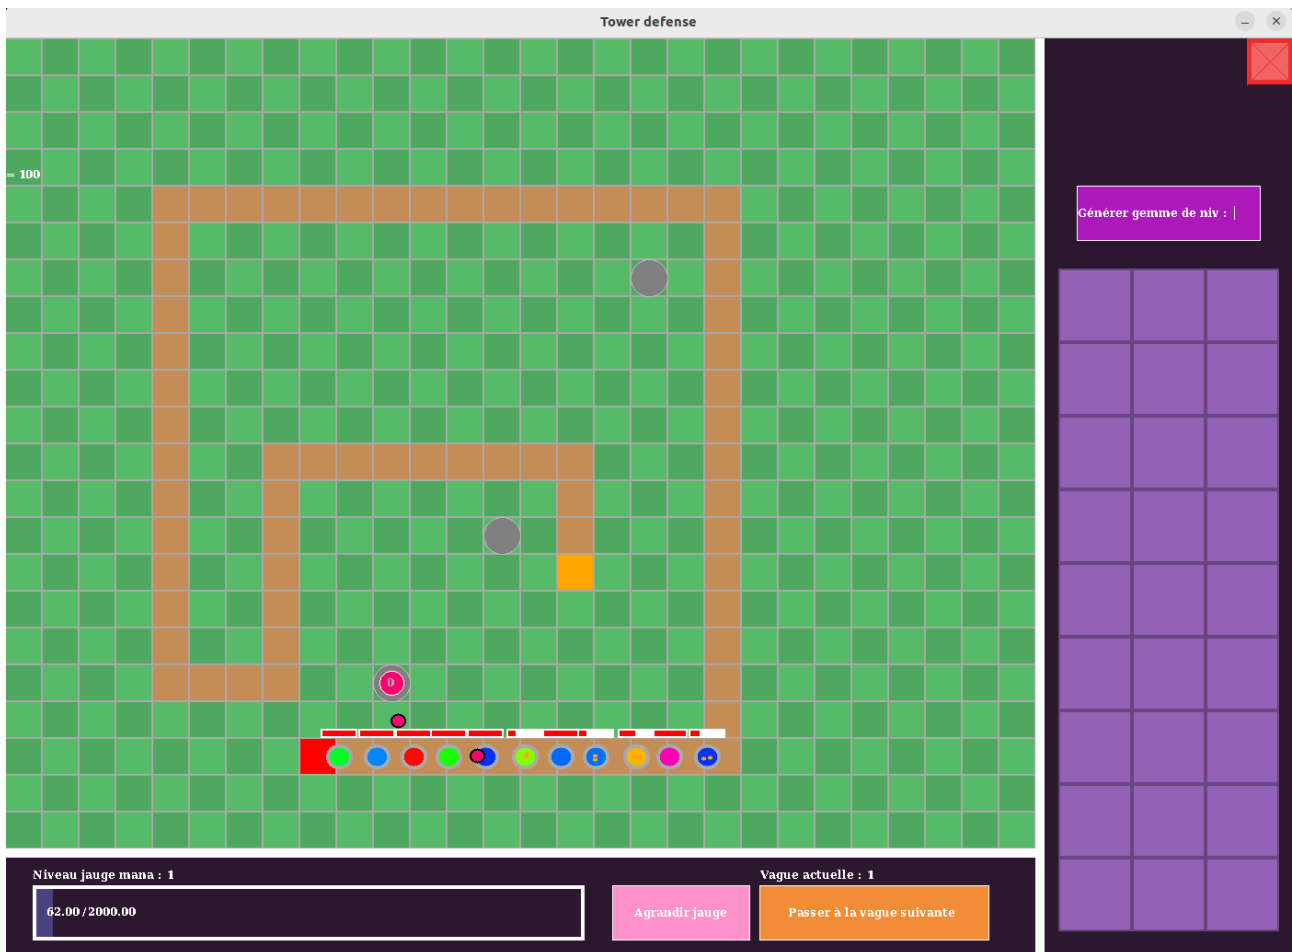 Tower defense
= 100
Générer gemme de niv : |
0
Niveau jauge mana : 1
62.00/2000.00
Agrandir jauge
Vague actuelle : 1
Passer à la vague suivante